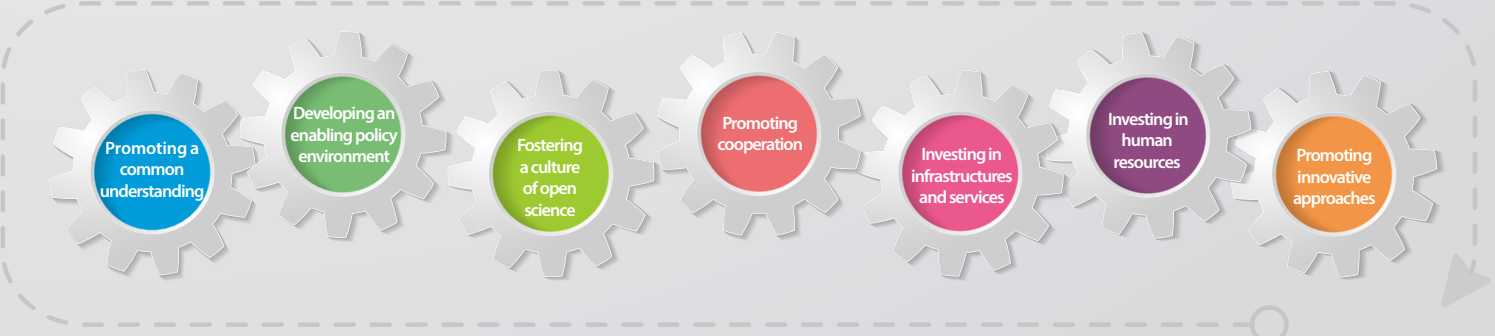 Promoting a
common
understanding
Developing an
enabling policy
environment
Fostering
a culture
of open
science
Promoting
cooperation
Investing in
infrastructures
and services
Investing in
human
resources
Promoting
innovative
approaches